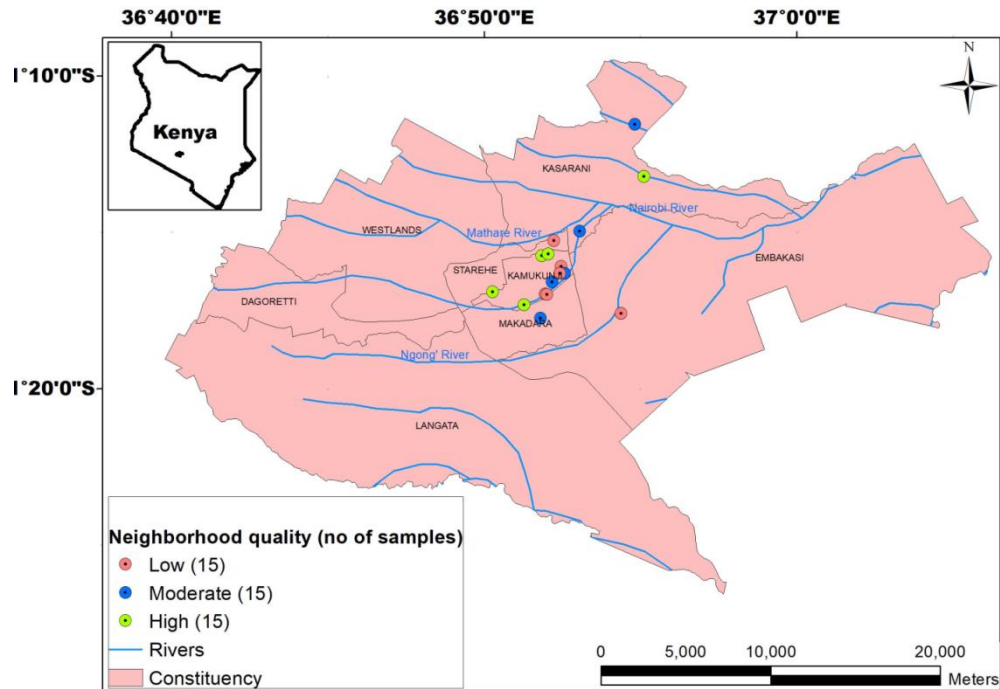 36°40'0"E
36°50'0"E
37°0'0"E
1°10'0"S
1°20'0"S
N
Kenya
KASARANI
Nairobi River
WESTLANDS
Mathare River
EMBAKASI
STAREHE
KAMUKUN
DAGORETTI
MAKADARA
Ngong' River
LANGATA
Neighborhood quality (no of samples)
Low (15)
Moderate (15)
High (15)
Rivers
Constituency
0 5,000 10,000 20,000
Meters